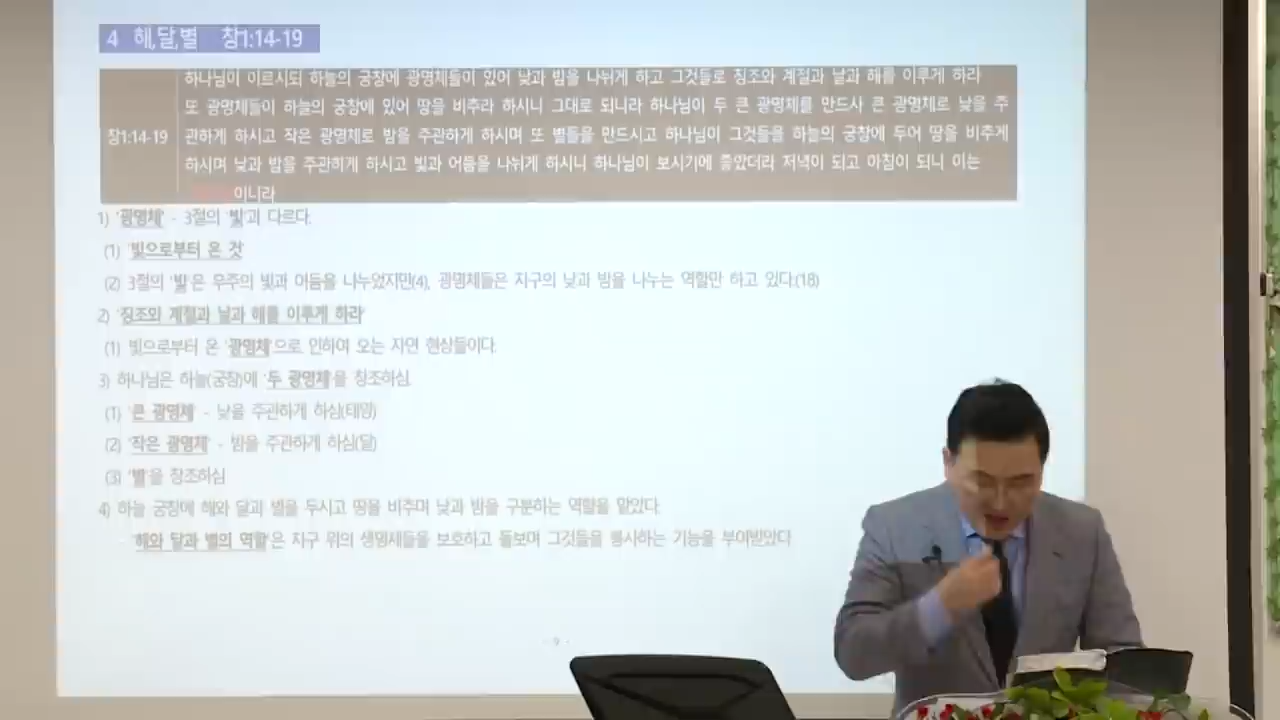 4 해,달,별 창1:14-19
하나님이 이르시되 하늘의 궁창에 광명체들이 있어 낮과 밤을 나뉘게 하고 그것들로 징조와 계절과 날과 해를 이루게 하라
또 광명체들이 하늘의 궁창에 있어 땅을 비추라 하시니 그대로 되니라 하나님이 두 큰 광명체를 만드사 큰 광명체로 낮을 주
창1:14-19
관하게 하시고 작은 광명체로 밤을 주관하게 하시며 또 별들을 만드시고 하나님이 그것들을 하늘의 궁창에 두어 땅을 비추게
하시며 낮과 밤을 주관하게 하시고 빛과 어둠을 나뉘게 하시니 하나님이 보시기에 좋았더라 저녁이 되고 아침이 되니 이는
이니라
1) '광명체' - 3절의 '빛'과 다르다.
(1) '빛으로부터 온 것'
(2) 3절의 '빛'은 우주의 빛과 어둠을 나누었지만(4), 광명체들은 지구의 낮과 밤을 나누는 역할만 하고 있다.(18)
2) '징조와 계절과 날과 해를 이루게 하라'
(1) 빛으로부터 온 '광명체'으로 인하여 오는 자연 현상들이다.
3) 하나님은 하늘(궁창)에 '두 광명체'을 창조하심.
(1) '큰 광명체' - 낮을 주관하게 하심(태양)
(2) '작은 광명체' - 밤을 주관하게 하심(달)
(3) '별'을 창조하심
4) 하늘 궁창에 해와 달과 별을 두시고 땅을 비추며 낮과 밤을 구분하는 역할을 맡았다.
'해와 달과 별의 역할'은 지구 위의 생명체들을 보호하고 돌보며 그것들을 봉사하는 기능을 부여받았다.
- 9 -